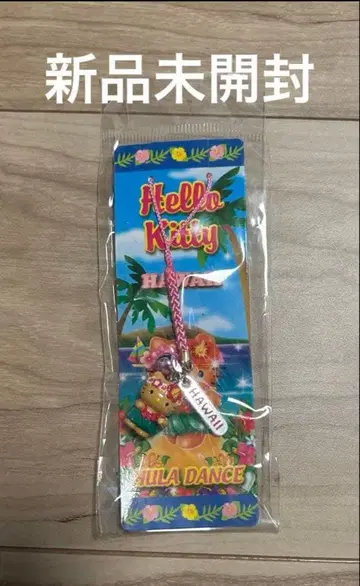 新品未開封
Hello
Kitty
HAWAII
HAWAII
HULA DANCE